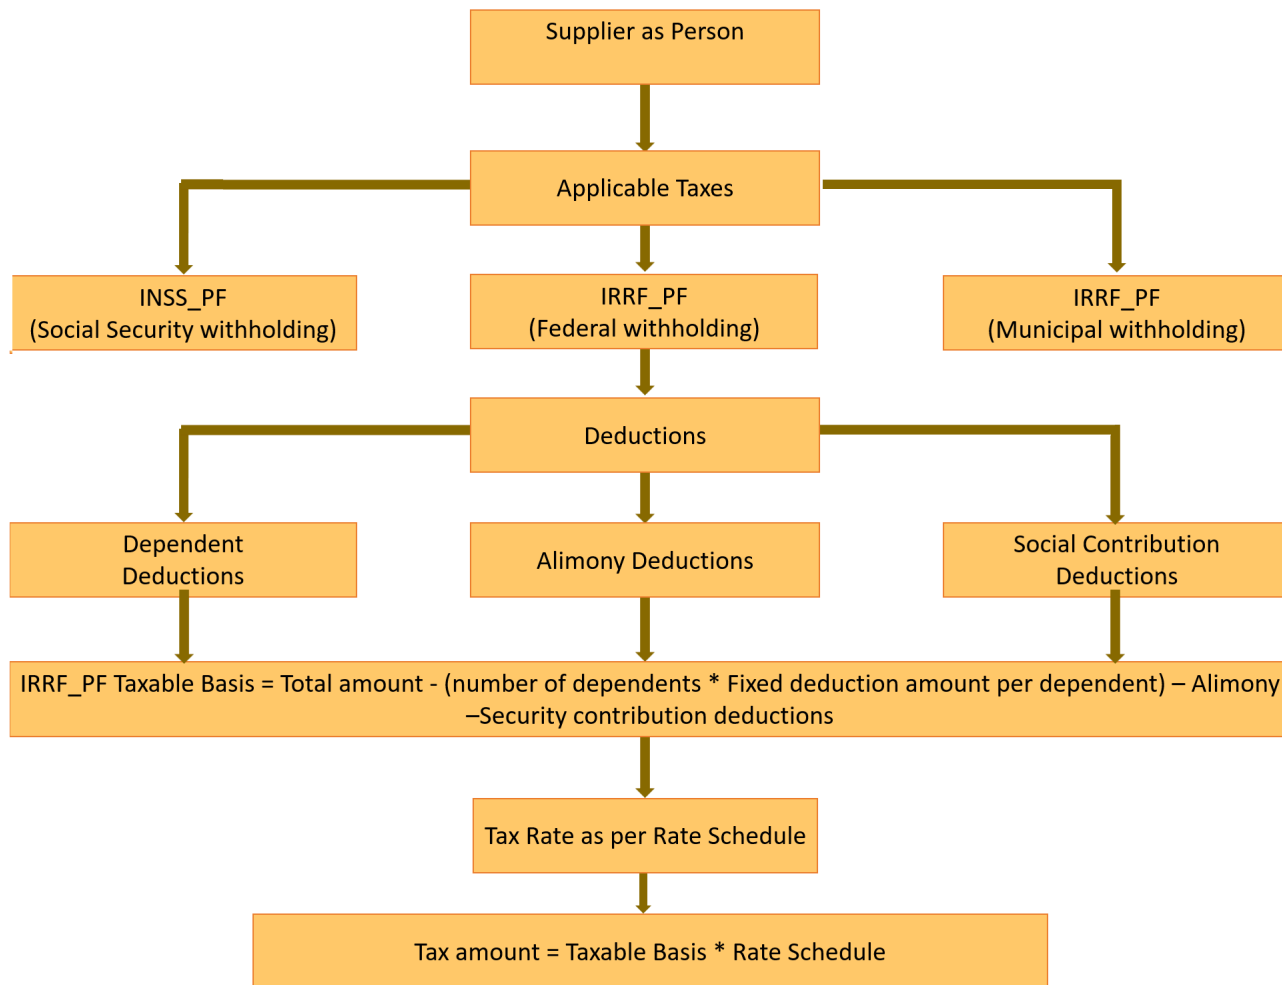 Supplier as Person
Applicable Taxes
INSS_PF
(Social Security withholding)
IRRF_PF
(Federal withholding)
IRRF_PF
(Municipal withholding)
Deductions
Dependent
Deductions
Alimony Deductions
Social Contribution
Deductions
IRRF_PF Taxable Basis = Total amount - (number of dependents * Fixed deduction amount per dependent) – Alimony
–Security contribution deductions
Tax Rate as per Rate Schedule
Tax amount = Taxable Basis * Rate Schedule